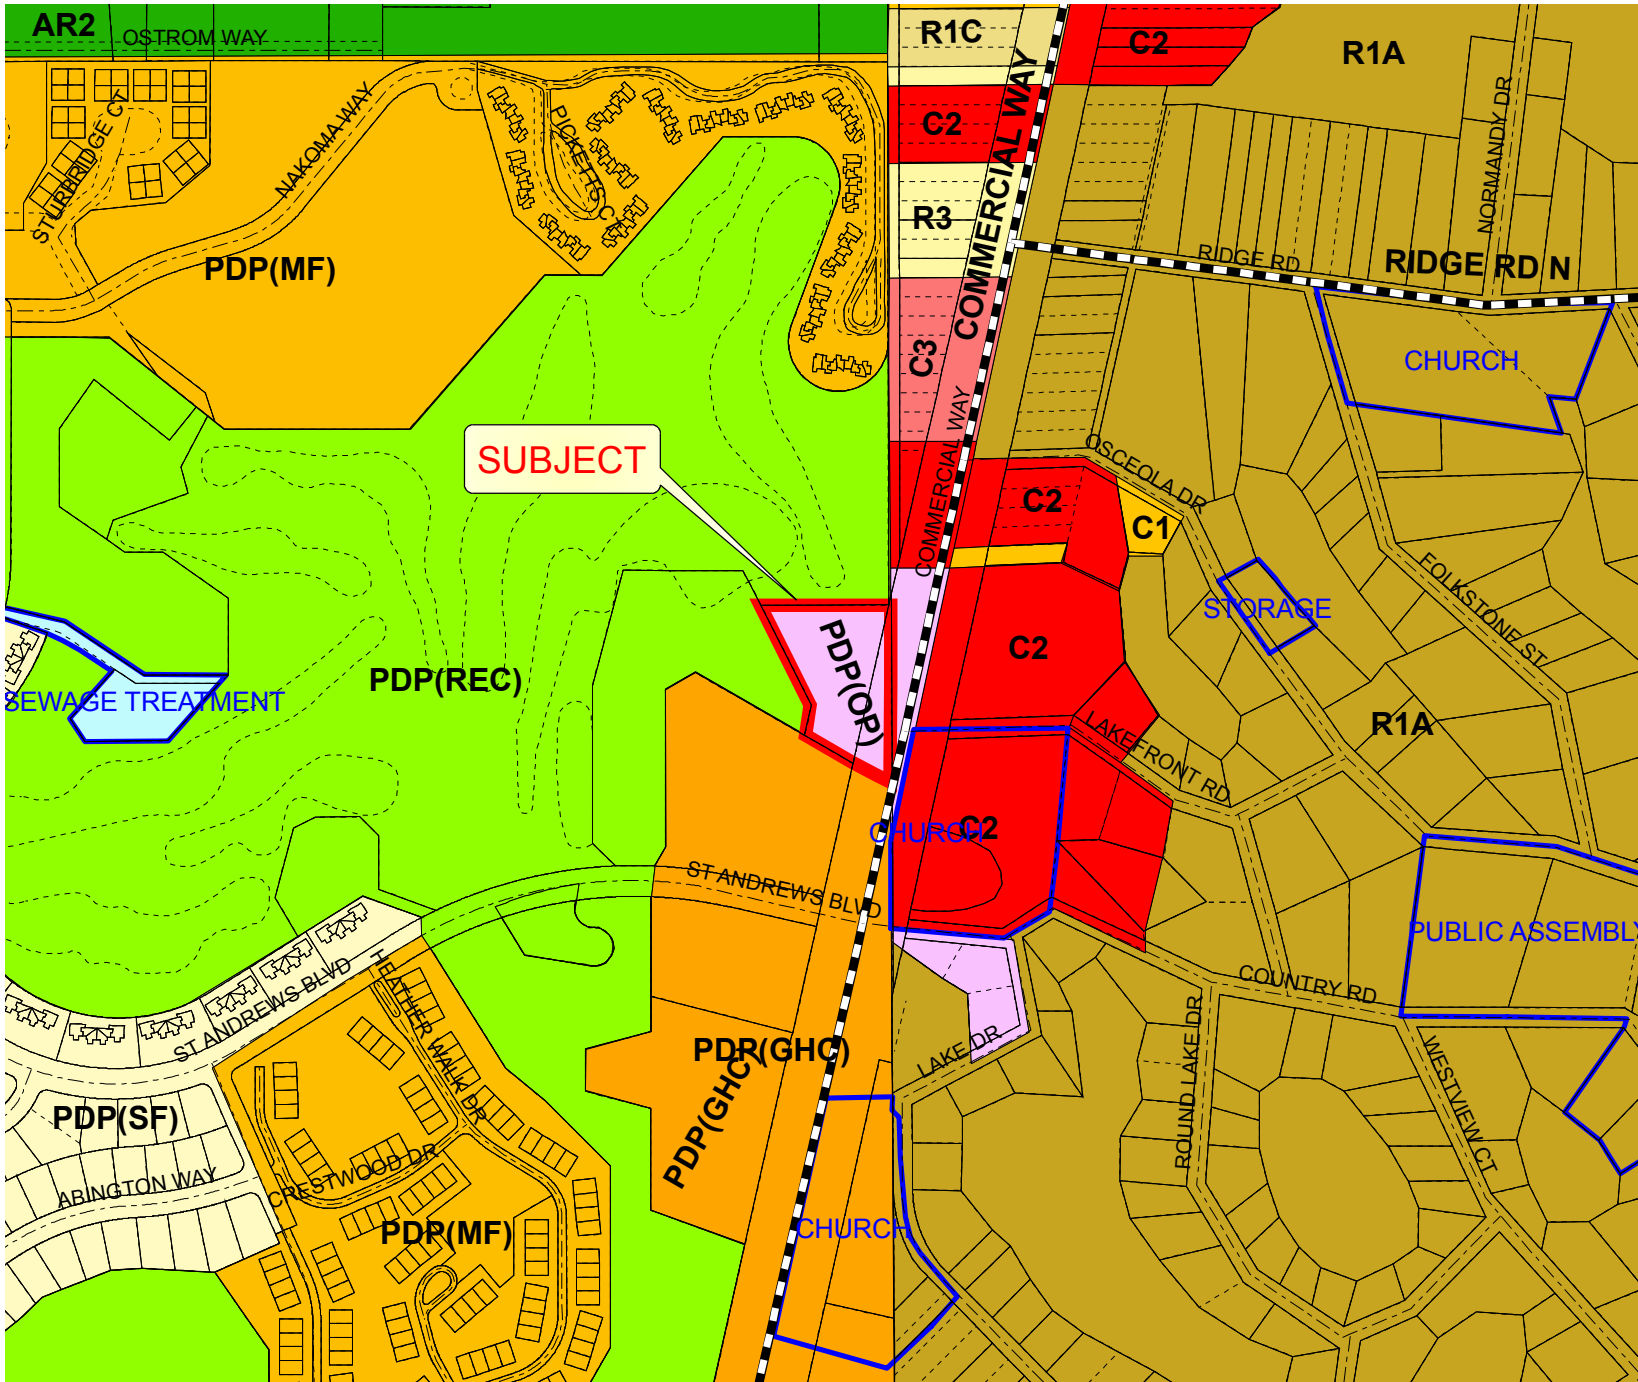 AR2
OSTROM WAY
R1C
C2
R1A
COMMERCIAL WAY
STURBRIDGE CT
NAKOMA WAY
PICKETTS CT
C2
NORMANDY DR
R3
PDP(MF)
RIDGE RD
RIDGE RD N
C3
CHURCH
COMMERCIAL WAY
SUBJECT
OSCEOLA DR
C2
C1
FOLKSTONE ST
STORAGE
PDP(OP)
C2
PDP(REC)
SEWAGE TREATMENT
R1A
LAKEFRONT RD
CHURCH
C2
ST ANDREWS BLVD
PUBLIC ASSEMBLY
HEATHER WALK DR
ST ANDREWS BLVD
COUNTRY RD
ROUND LAKE DR
LAKE DR
PDP(GHC)
PDP(GHC)
WESTVIEW CT
PDP(SF)
CRESTWOOD DR
ABINGTON WAY
PDP(MF)
CHURCH